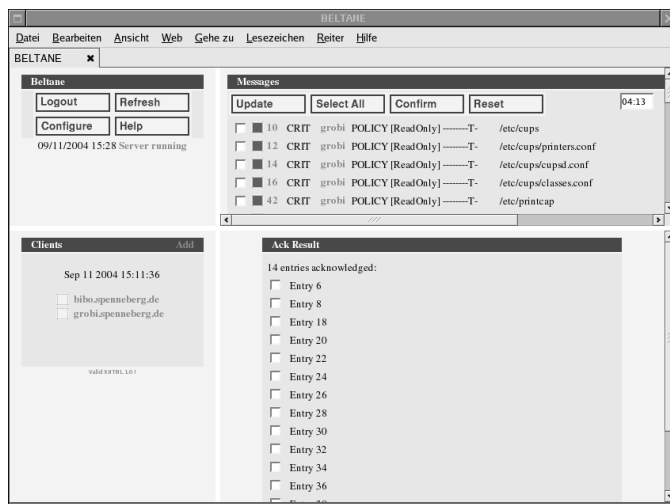 BELTANE
Datei Bearbeiten Ansicht Web Gehe zu Lesezeichen Reiter Hilfe
BELTANE
Beltane
Logout Refresh
Configure Help
09/11/2004 15:28 Server running
Messages
Update Select All Confirm Reset 04:13
10 CRIT grobi POLICY [ReadOnly] --------T- /etc/cups
12 CRIT grobi POLICY [ReadOnly] --------T- /etc/cups/printers.conf
14 CRIT grobi POLICY [ReadOnly] --------T- /etc/cups/cupsd.conf
16 CRIT grobi POLICY [ReadOnly] --------T- /etc/cups/classes.conf
42 CRIT grobi POLICY [ReadOnly] --------T- /etc/printcap
Clients Add
Sep 11 2004 15:11:36
bibo.spenneberg.de
grobi.spenneberg.de
Valid XHTML 1.0 !
Ack Result
14 entries acknowledged:
Entry 6
Entry 8
Entry 18
Entry 20
Entry 22
Entry 24
Entry 26
Entry 28
Entry 30
Entry 32
Entry 34
Entry 36